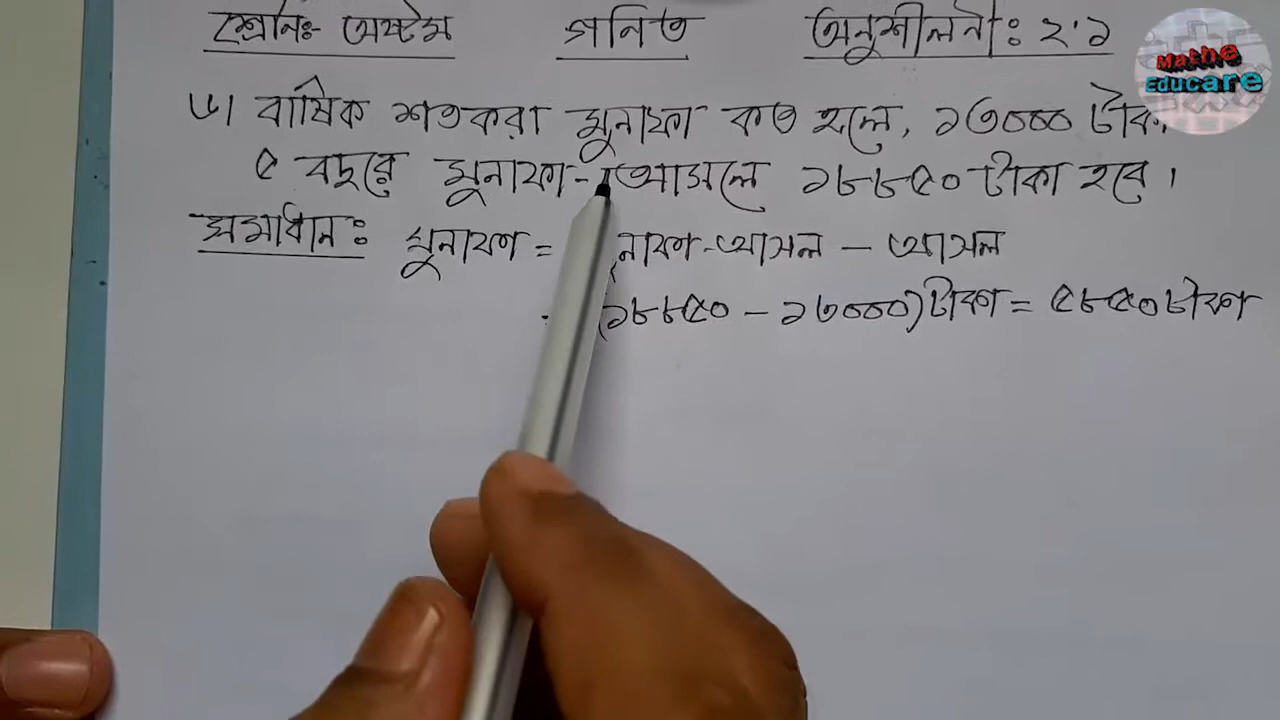 শ্রেনিঃ- অষ্টম গনিত অনুশীলনী: ২.১
Mathe
Educare
৬। বার্ষিক শতকরা মুনাফা কত হলে, ১৩০০০ টাকা
৫ বছরে মুনাফা-আসলে ১৮৮৫০ টাকা হবে।
সমাধান: মুনাফা = মুনাফা-আসল – আসল
(১৮৮৫০ – ১৩০০০) টাকা = ৫৮৫০ টাকা